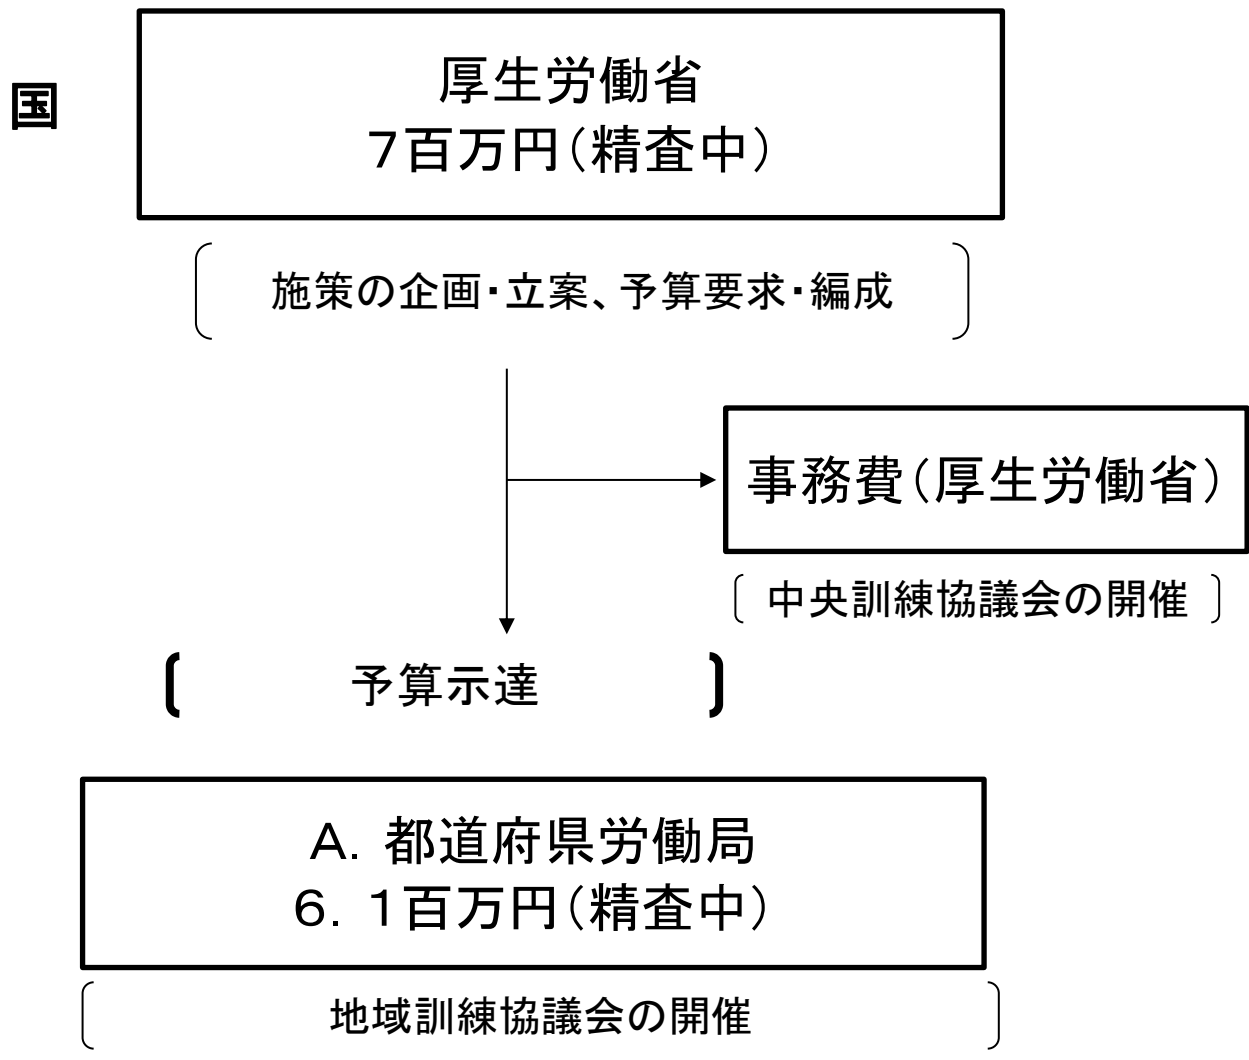 国
厚生労働省
7百万円(精査中)
施策の企画・立案、予算要求・編成
事務費(厚生労働省)
中央訓練協議会の開催
予算示達
A. 都道府県労働局
6. 1百万円(精査中)
地域訓練協議会の開催